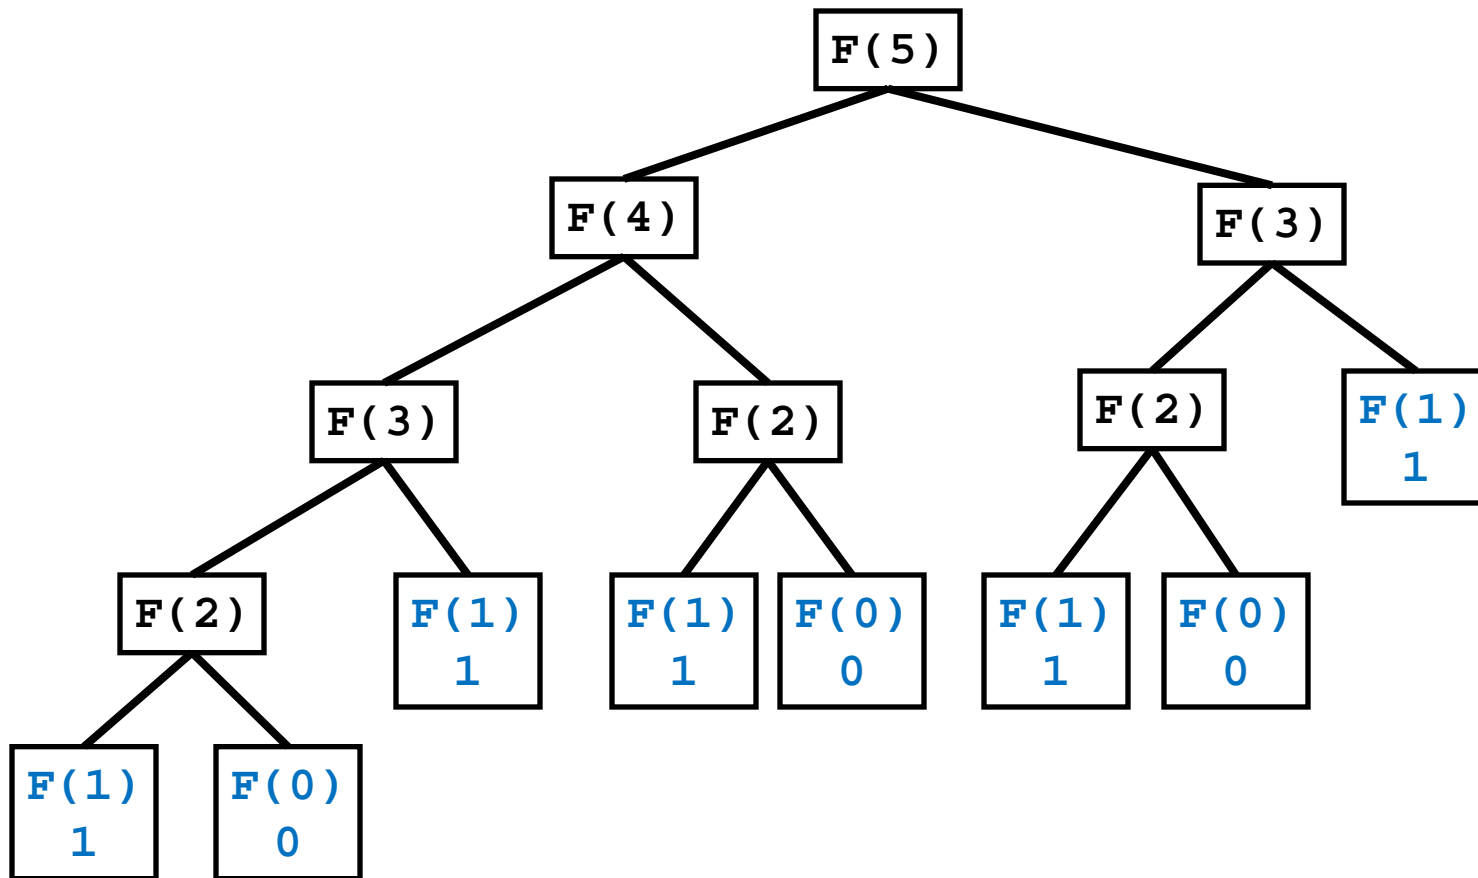 F(5)
F(4)
F(3)
F(3)
F(2)
F(2)
F(1)
1
F(2)
F(1)
1
F(1)
1
F(0)
0
F(1)
1
F(0)
0
F(1)
1
F(0)
0